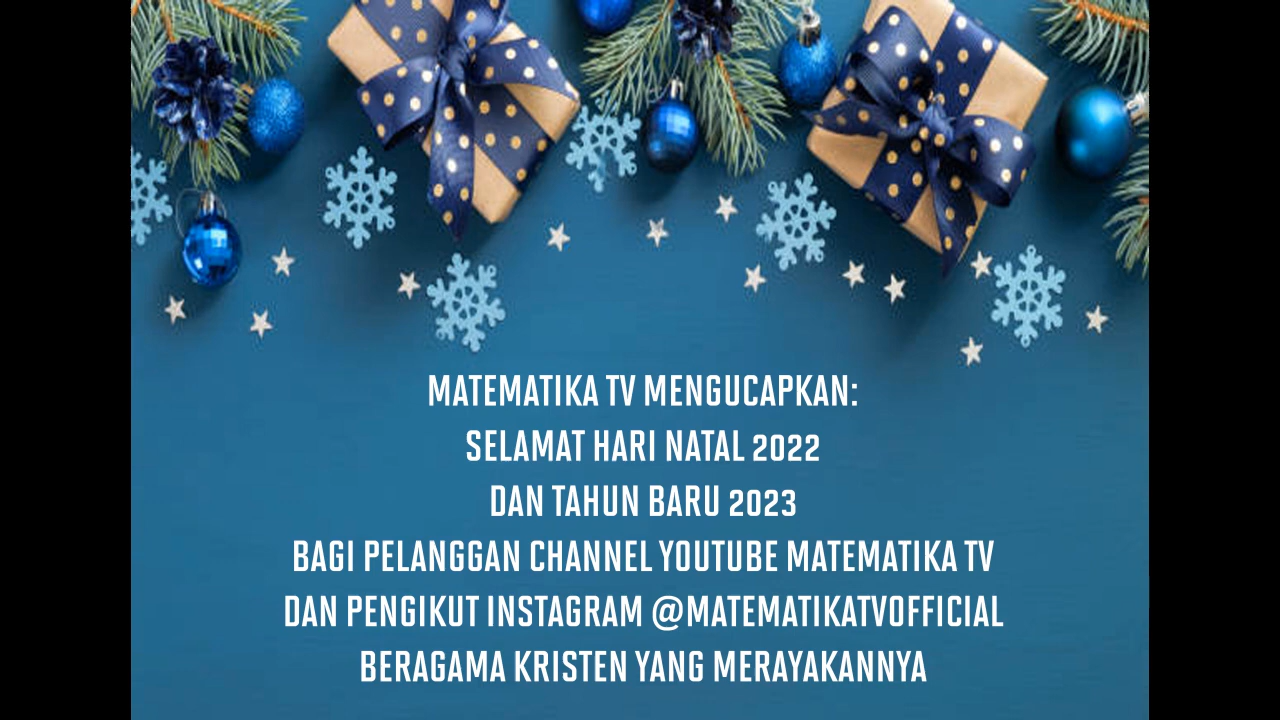 MATEMATIKA TV MENGUCAPKAN:
SELAMAT HARI NATAL 2022
DAN TAHUN BARU 2023
BAGI PELANGGAN CHANNEL YOUTUBE MATEMATIKA TV
DAN PENGIKUT INSTAGRAM @MATEMATIKATVOFFICIAL
BERAGAMA KRISTEN YANG MERAYAKANNYA